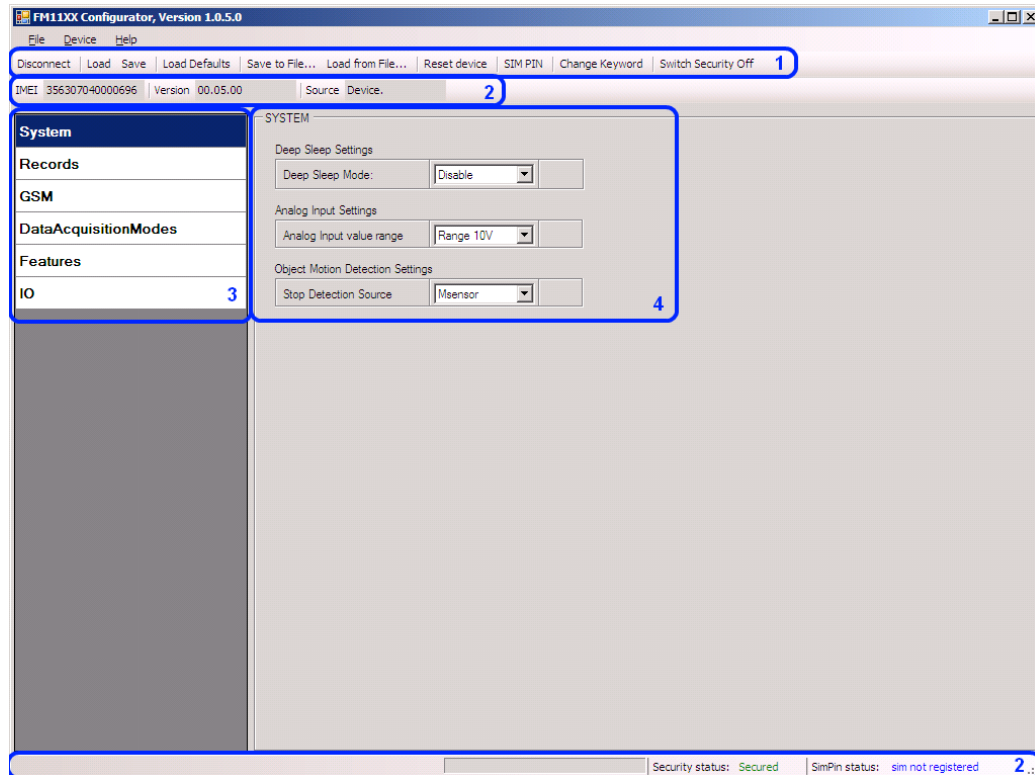 FM11XX Configurator, Version 1.0.5.0
File Device Help
Disconnect Load Save Load Defaults Save to File... Load from File... Reset device SIM PIN Change Keyword Switch Security Off 1
IMEI 356307040000696 Version 00.05.00 Source Device. 2
System
Records
GSM
DataAcquisitionModes
Features
IO 3
SYSTEM
Deep Sleep Settings
Deep Sleep Mode: Disable
Analog Input Settings
Analog Input value range Range 10V
Object Motion Detection Settings
Stop Detection Source Msensor
4
Security status: Secured SimPin status: sim not registered 2